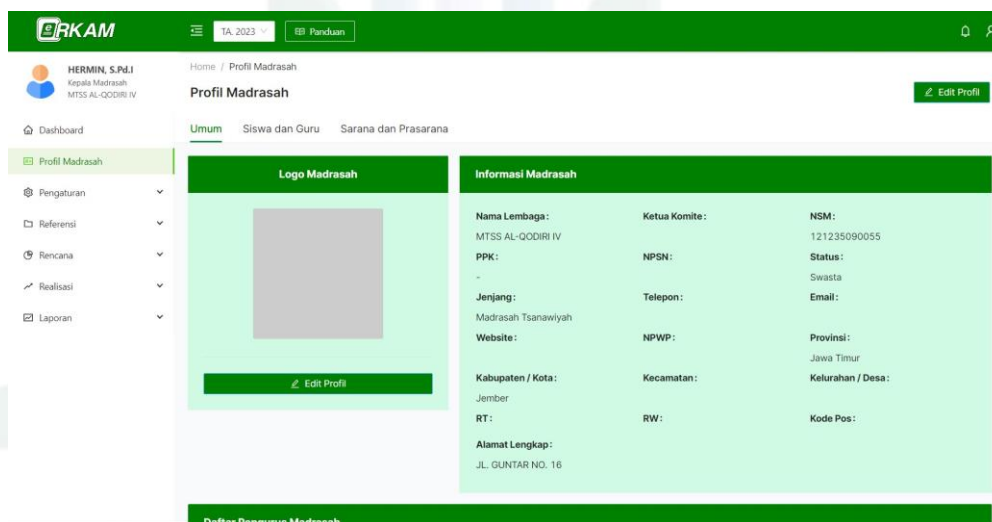 eRKAM
TA. 2023
Panduan
HERMIN, S.Pd.I
Kepala Madrasah
MTSS AL-QODIRI IV
Home / Profil Madrasah
Profil Madrasah
Edit Profil
Dashboard
Profil Madrasah
Pengaturan
Referensi
Rencana
Realisasi
Laporan
Umum Siswa dan Guru Sarana dan Prasarana
Logo Madrasah
Edit Profil
Informasi Madrasah
Nama Lembaga : Ketua Komite : NSM :
MTSS AL-QODIRI IV 121235090055
PPK : NPSN : Status :
- Swasta
Jenjang : Telepon : Email :
Madrasah Tsanawiyah
Website : NPWP : Provinsi :
Jawa Timur
Kabupaten / Kota : Kecamatan : Kelurahan / Desa :
Jember
RT : RW : Kode Pos :
Alamat Lengkap :
JL. GUNTAR NO. 16
Daftar Pengurus Madrasah